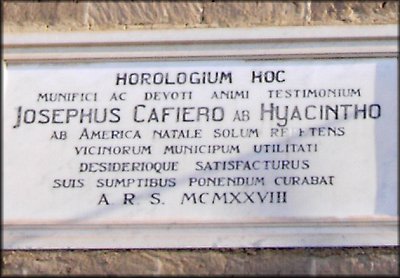 HOROLOGIUM HOC
MUNIFICI AC DEVOTI ANIMI TESTIMONIUM
JOSEPHUS CAFIERO AB HYACINTHO
AB AMERICA NATALE SOLUM REPETENS
VICINORUM MUNICIPUM UTILITATI
DESIDERIOQUE SATISFACTURUS
SUIS SUMPTIBUS PONENDUM CURABAT
A R S. MCMXXVIII